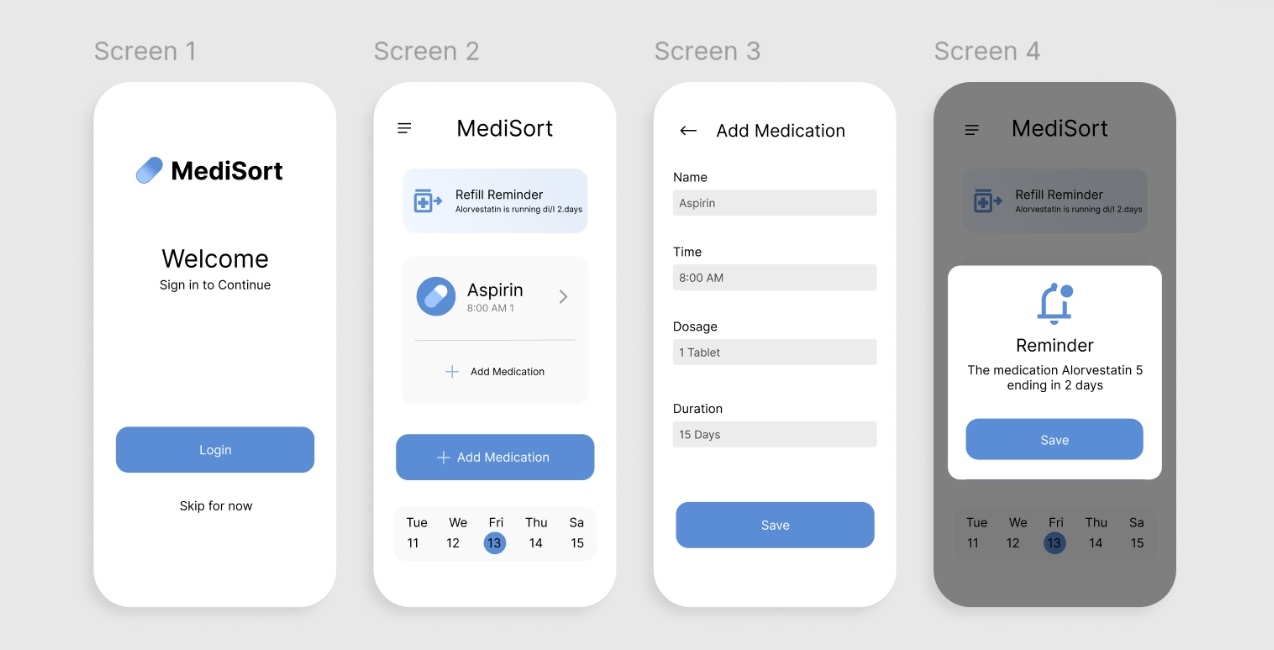 Screen 1
MediSort
Welcome
Sign in to Continue
Login
Skip for now
Screen 2
MediSort
Refill Reminder
Alorvestatin is running di/l 2.days
Aspirin
8:00 AM 1
Add Medication
Add Medication
Tue We Fri Thu Sa
11 12 13 14 15
Screen 3
Add Medication
Name
Aspirin
Time
8:00 AM
Dosage
1 Tablet
Duration
15 Days
Save
Screen 4
MediSort
Refill Reminder
Alorvestatin is running di/l 2.days
Reminder
The medication Alorvestatin 5
ending in 2 days
Save
Tue We Fri Thu Sa
11 12 13 14 15